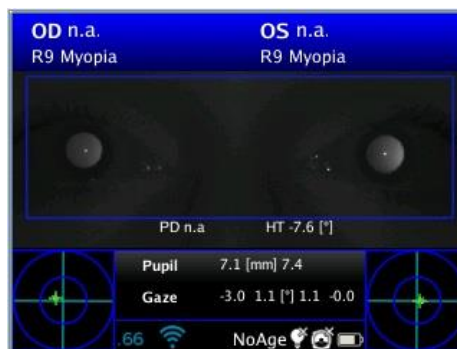 OD n.a. OS n.a.
R9 Myopia R9 Myopia
PD n.a HT -7.6 [°]
Pupil 7.1 [mm] 7.4
Gaze -3.0 1.1 [°] 1.1 -0.0
.66 NoAge